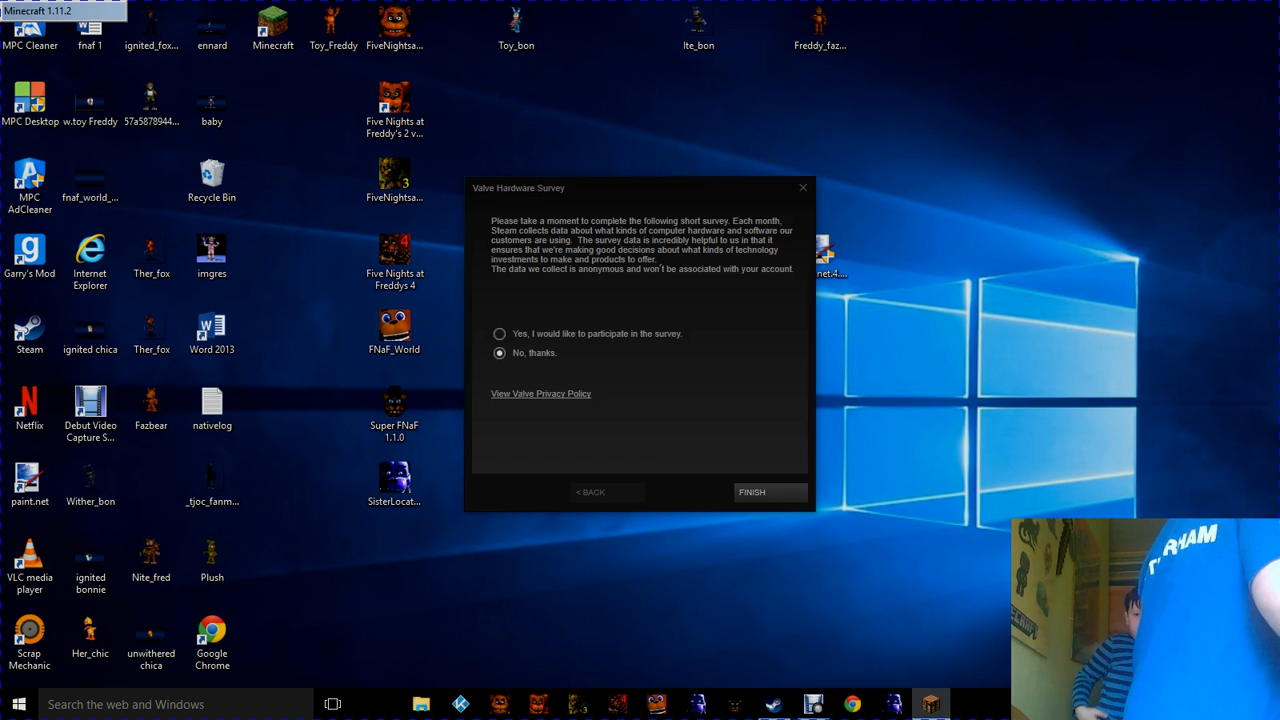 Minecraft 1.11.2
MPC Cleaner
fnaf 1
ignited_fox...
ennard
Minecraft
Toy_Freddy
FiveNightsa...
Toy_bon
Ite_bon
Freddy_faz...
MPC Desktop
w.toy Freddy
57a5878944...
baby
Five Nights at
Freddy's 2 v...
MPC
AdCleaner
fnaf_world_...
Recycle Bin
3
FiveNightsa...
Garry's Mod
Internet
Explorer
Ther_fox
imgres
Five Nights at
Freddys 4
.net.4....
Steam
ignited chica
Ther_fox
Word 2013
FNaF_World
Netflix
Debut Video
Capture S...
Fazbear
nativelog
Super FNaF
1.1.0
paint.net
Wither_bon
_tjoc_fanm...
SisterLocat...
VLC media
player
ignited
bonnie
Nite_fred
Plush
Scrap
Mechanic
Her_chic
unwithered
chica
Google
Chrome
Valve Hardware Survey
Please take a moment to complete the following short survey. Each month,
Steam collects data about what kinds of computer hardware and software our
customers are using. The survey data is incredibly helpful to us in that it
ensures that we're making good decisions about what kinds of technology
investments to make and products to offer.
The data we collect is anonymous and won't be associated with your account.
Yes, I would like to participate in the survey.
No, thanks.
View Valve Privacy Policy
< BACK
FINISH
Search the web and Windows